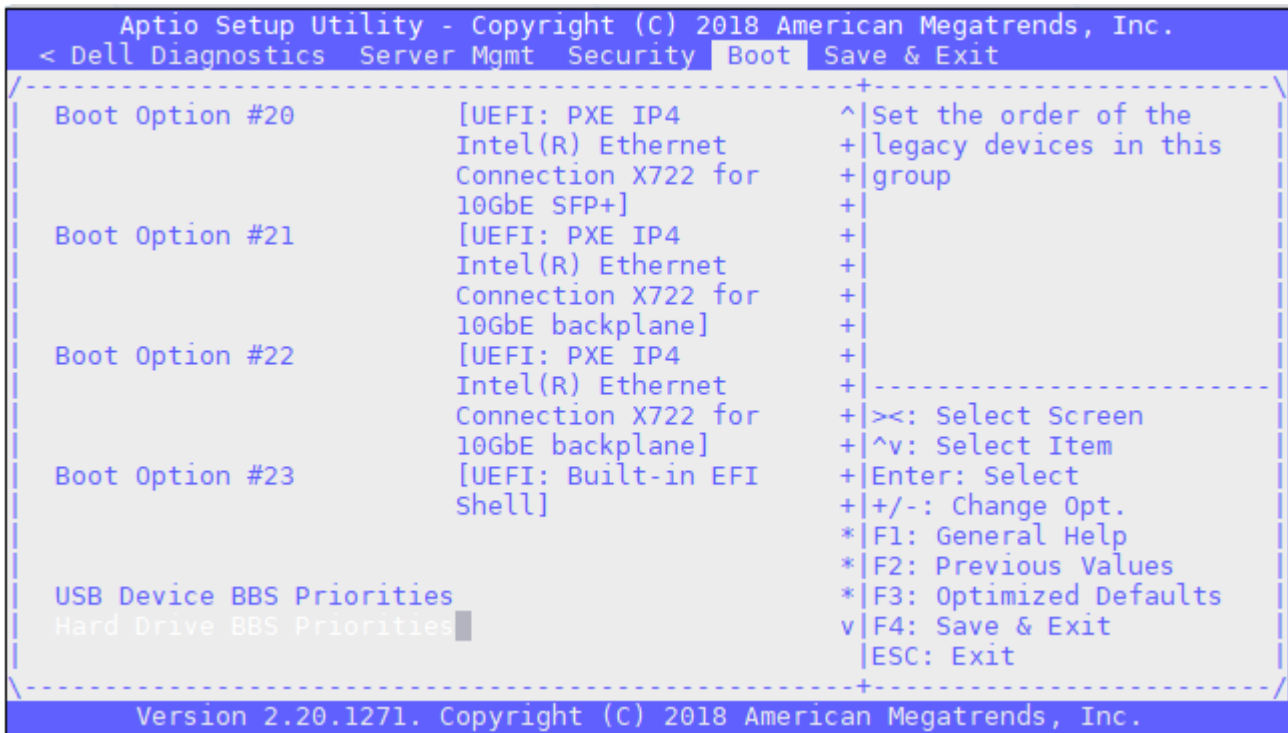 Aptio Setup Utility - Copyright (C) 2018 American Megatrends, Inc.
< Dell Diagnostics  Server Mgmt  Security  Boot  Save & Exit
/----------------------------------------------------+-------------------------\
|  Boot Option #20          [UEFI: PXE IP4          ^|Set the order of the     |
|                           Intel(R) Ethernet       +|legacy devices in this   |
|                           Connection X722 for     +|group                    |
|                           10GbE SFP+]             +|                         |
|  Boot Option #21          [UEFI: PXE IP4          +|                         |
|                           Intel(R) Ethernet       +|                         |
|                           Connection X722 for     +|                         |
|                           10GbE backplane]        +|                         |
|  Boot Option #22          [UEFI: PXE IP4          +|                         |
|                           Intel(R) Ethernet       +|-------------------------|
|                           Connection X722 for     +|><: Select Screen        |
|                           10GbE backplane]        +|^v: Select Item          |
|  Boot Option #23          [UEFI: Built-in EFI     +|Enter: Select            |
|                           Shell]                  +|+/-: Change Opt.         |
|                                                   *|F1: General Help         |
|                                                   *|F2: Previous Values      |
|  USB Device BBS Priorities                        *|F3: Optimized Defaults   |
|  Hard Drive BBS Priorities                        v|F4: Save & Exit          |
|                                                    |ESC: Exit                |
\----------------------------------------------------+-------------------------/
Version 2.20.1271. Copyright (C) 2018 American Megatrends, Inc.